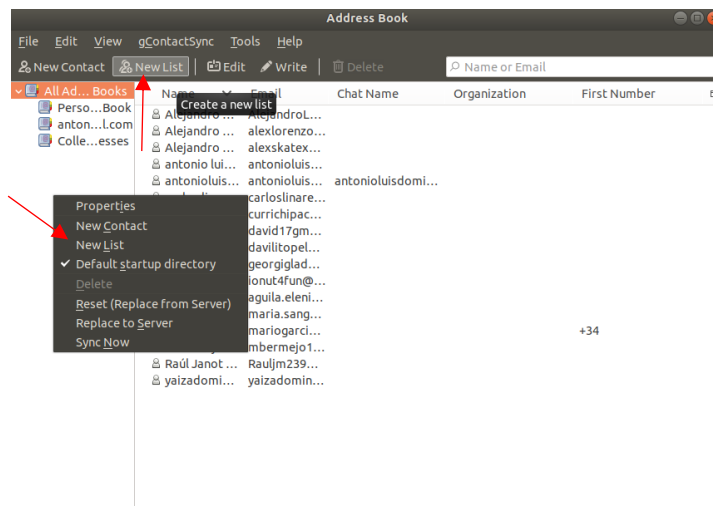 Address Book
File Edit View gContactSync Tools Help
New Contact New List Edit Write Delete Name or Email
All Ad... Books Name Email Chat Name Organization First Number
Perso...Book
anton...l.com
Colle...esses
Create a new list
Alejandro ... AlejandroL...
Alejandro ... alexlorenzo...
Alejandro ... alexskatex...
antonio lui... antonioluis...
antonioluis... antonioluis... antonioluisdomi...
carloslinare...
currichipac...
david17gm...
davilitopel...
georgiglad...
ionut4fun@...
aguila.eleni...
maria.sang...
mariogarci... +34
mbermejo1...
Raúl Janot ... Rauljm239...
yaizadomi... yaizadomin...
Properties
New Contact
New List
Default startup directory
Delete
Reset (Replace from Server)
Replace to Server
Sync Now